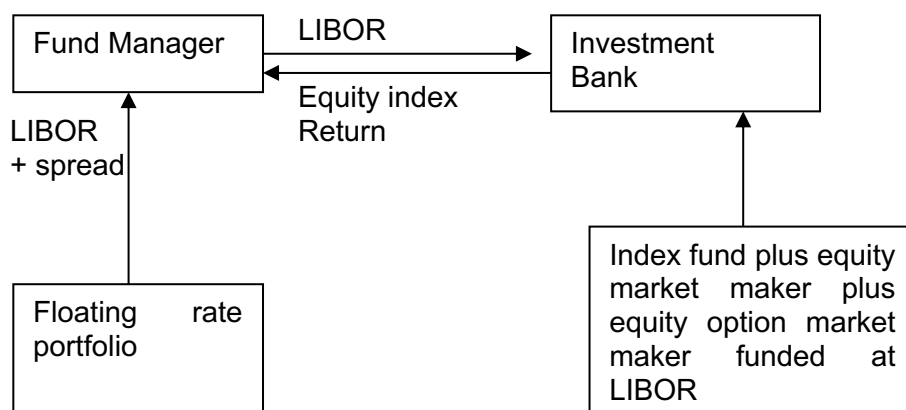 Fund Manager
LIBOR
Investment
Bank
Equity index
Return
LIBOR
+ spread
Floating rate
portfolio
Index fund plus equity
market maker plus
equity option market
maker funded at
LIBOR